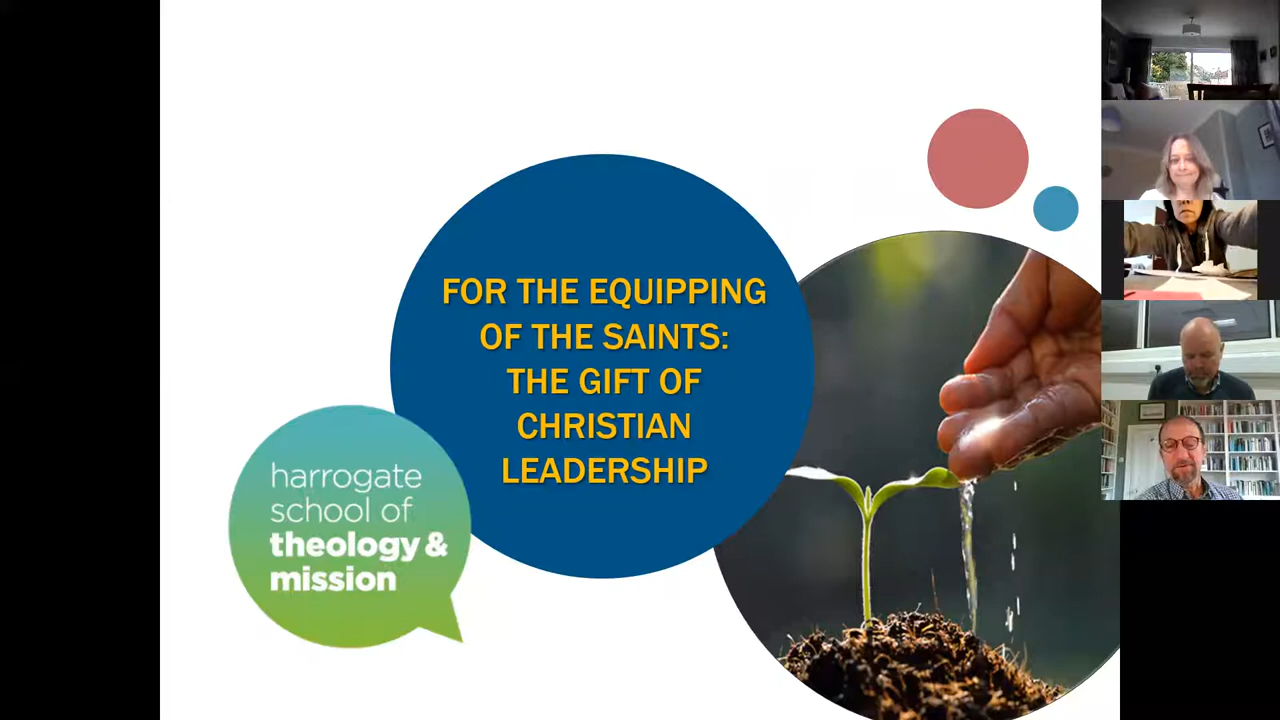 FOR THE EQUIPPING
OF THE SAINTS:
THE GIFT OF
CHRISTIAN
LEADERSHIP
harrogate
school of
theology &
mission